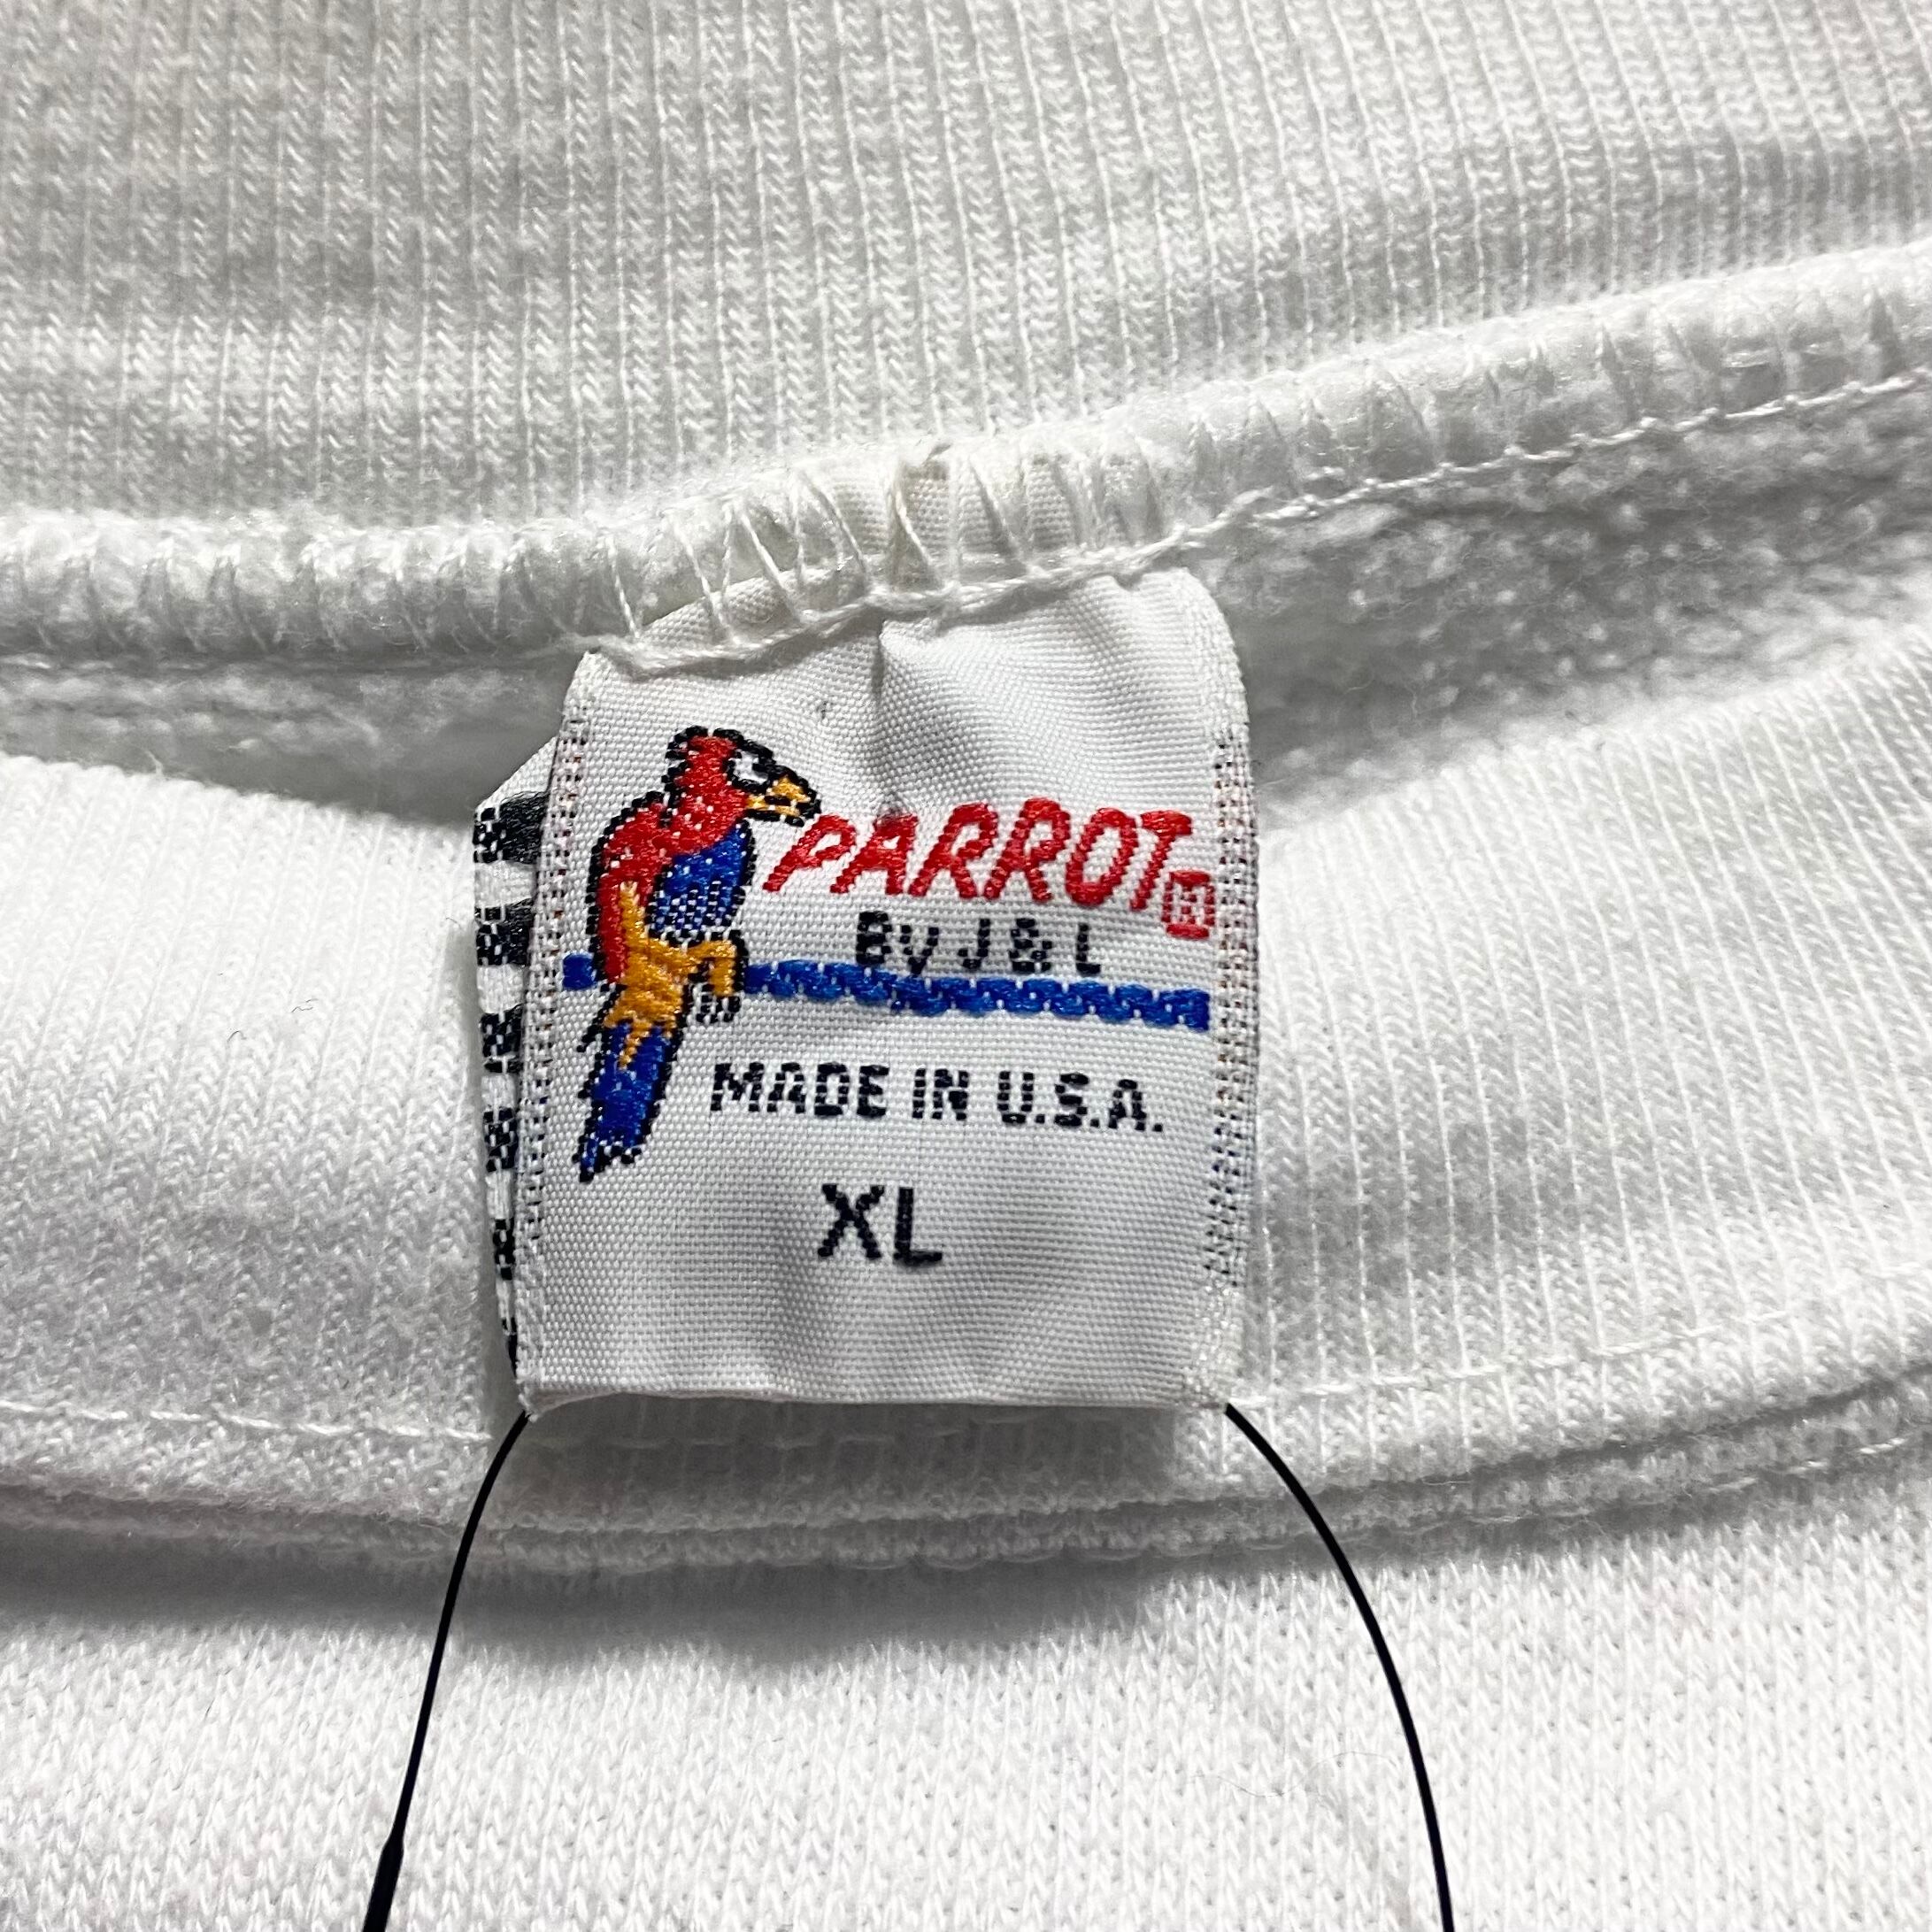 PARROT®
By J & L
MADE IN U.S.A.
XL